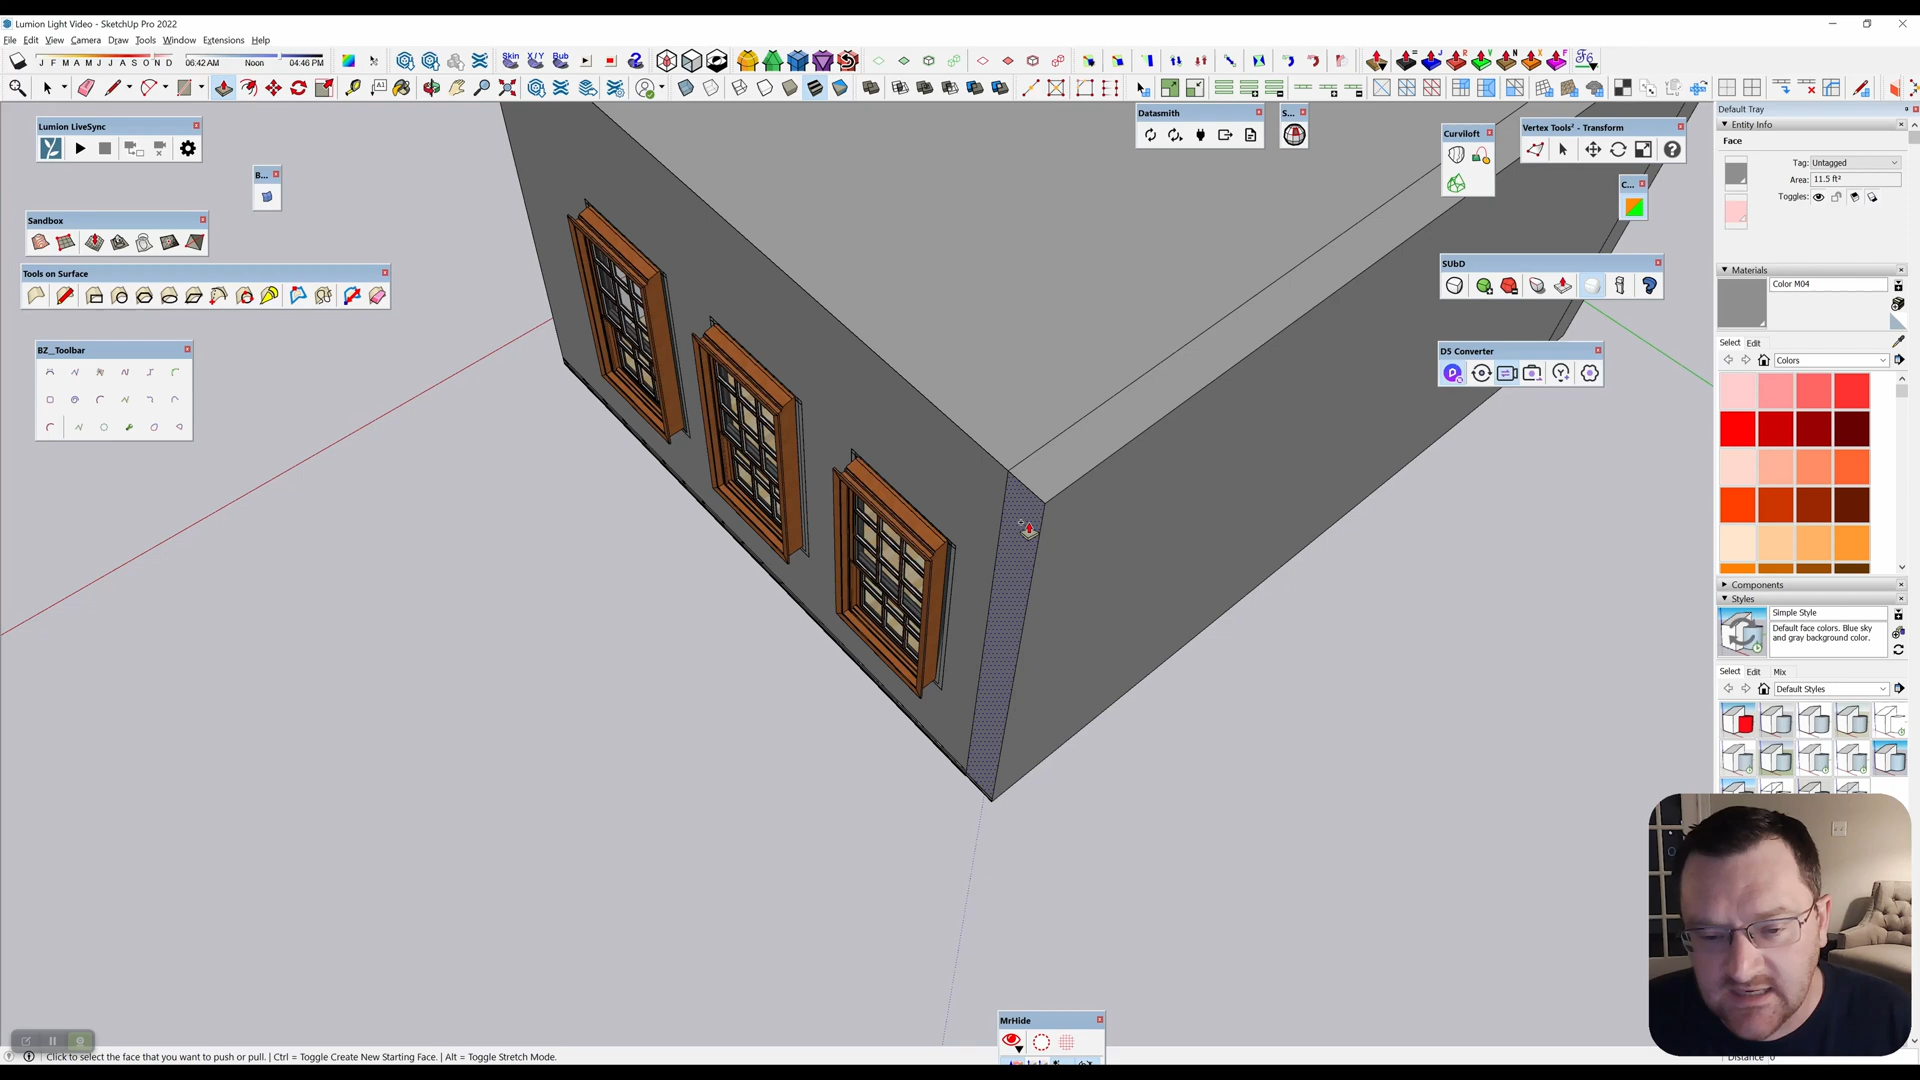 Lumion Light Video - SketchUp Pro 2022
File Edit View Camera Draw Tools Window Extensions Help
J F M A M J J A S O N D 06:42 AM Noon 04:46 PM
Skin X/Y Bub
Lumion LiveSync
B...
Sandbox
Tools on Surface
BZ__Toolbar
Datasmith
S...
Curviloft
Vertex Tools² - Transform
C...
SUbD
D5 Converter
Default Tray
Entity Info
Face
Tag: Untagged
Area: 11.5 ft²
Toggles:
Materials
Color M04
Select Edit
Colors
Components
Styles
Simple Style
Default face colors. Blue sky
and gray background color.
Select Edit Mix
Default Styles
MrHide
Click to select the face that you want to push or pull. | Ctrl = Toggle Create New Starting Face. | Alt = Toggle Stretch Mode.
Distance 0